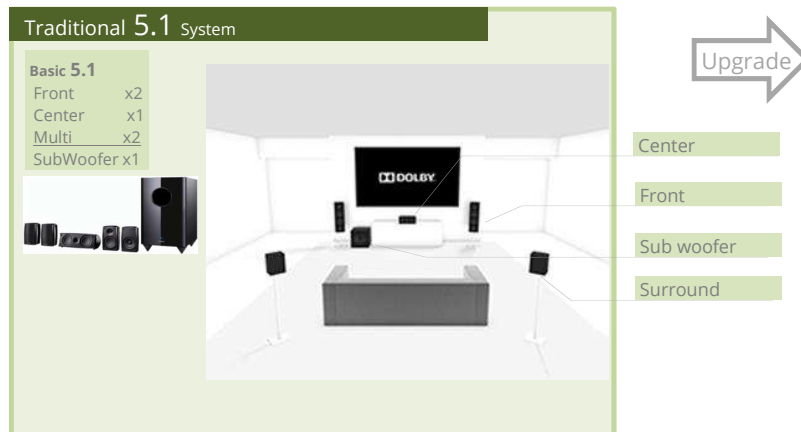 Traditional 5.1 System
Upgrade
Basic 5.1
Front x2
Center x1
Multi x2
SubWoofer x1
DOLBY
Center
Front
Sub woofer
Surround